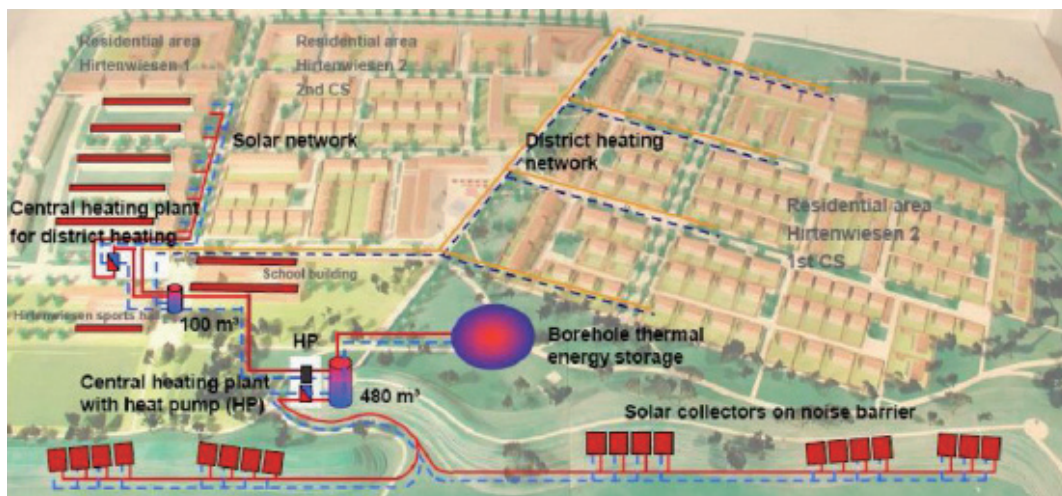 Residential area
Hirtenwiesen 1
Residential area
Hirtenwiesen 2
2nd CS
Solar network
District heating
network
Central heating plant
for district heating
Residential area
Hirtenwiesen 2
1st CS
School building
Hirtenwiesen sports hall
100 m³
HP
Borehole thermal
energy storage
Central heating plant
with heat pump (HP)
480 m³
Solar collectors on noise barrier